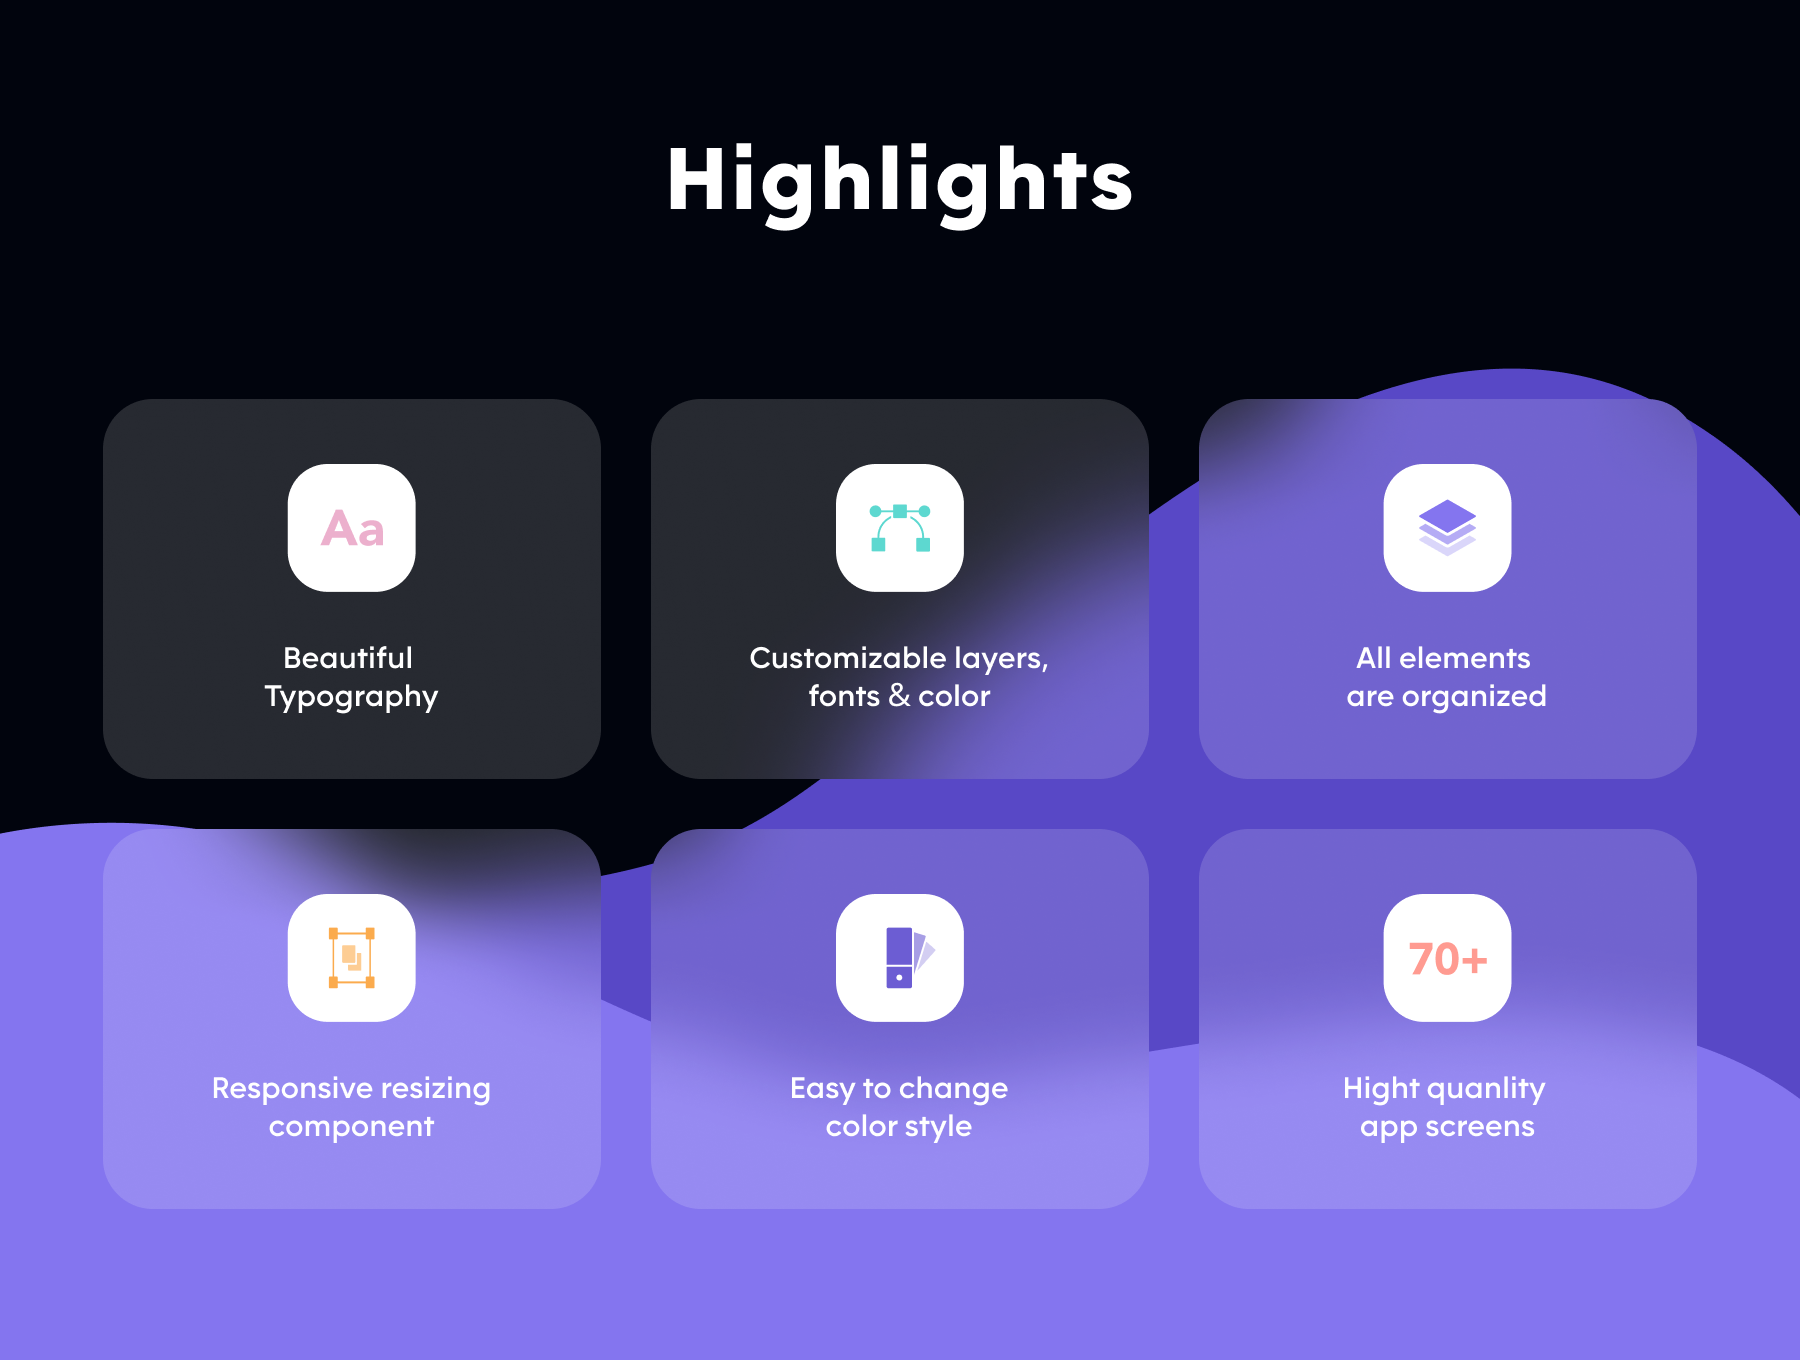 Highlights
Aa
Beautiful
Typography
Customizable layers,
fonts & color
All elements
are organized
Responsive resizing
component
Easy to change
color style
70+
Hight quanlity
app screens